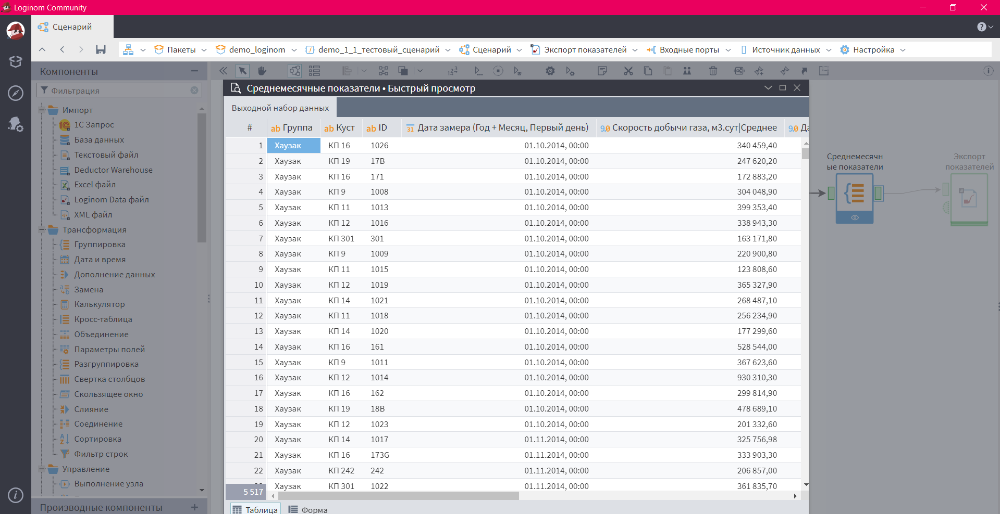 Loginom Community
Сценарий
Пакеты demo_loginom demo_1_1_тестовый_сценарий Сценарий Экспорт показателей Входные порты Источник данных Настройка
Компоненты
Фильтрация
Импорт
1С Запрос
База данных
Текстовый файл
Deductor Warehouse
Excel файл
Loginom Data файл
XML файл
Трансформация
Группировка
Дата и время
Дополнение данных
Замена
Калькулятор
Кросс-таблица
Объединение
Параметры полей
Разгруппировка
Свертка столбцов
Скользящее окно
Слияние
Соединение
Сортировка
Фильтр строк
Управление
Выполнение узла
Производные компоненты
Среднемесячные показатели • Быстрый просмотр
Выходной набор данных
# ab Группа ab Куст ab ID 31 Дата замера (Год + Месяц, Первый день) 9.0 Скорость добычи газа, м3.сут|Среднее 9.0
1 Хаузак КП 16 1026 01.10.2014, 00:00 340 459,40
2 Хаузак КП 19 17В 01.10.2014, 00:00 247 620,20
3 Хаузак КП 16 171 01.10.2014, 00:00 172 883,20
4 Хаузак КП 9 1008 01.10.2014, 00:00 304 048,90
5 Хаузак КП 11 1013 01.10.2014, 00:00 399 353,40
6 Хаузак КП 12 1016 01.10.2014, 00:00 338 943,30
7 Хаузак КП 301 301 01.10.2014, 00:00 163 171,80
8 Хаузак КП 9 1009 01.10.2014, 00:00 220 900,80
9 Хаузак КП 11 1015 01.10.2014, 00:00 123 808,60
10 Хаузак КП 12 1019 01.10.2014, 00:00 365 327,90
11 Хаузак КП 14 1021 01.10.2014, 00:00 268 487,10
12 Хаузак КП 11 1018 01.10.2014, 00:00 256 234,90
13 Хаузак КП 14 1020 01.10.2014, 00:00 177 299,60
14 Хаузак КП 16 161 01.10.2014, 00:00 528 544,00
15 Хаузак КП 9 1011 01.10.2014, 00:00 367 623,60
16 Хаузак КП 12 1014 01.10.2014, 00:00 930 310,30
17 Хаузак КП 16 162 01.10.2014, 00:00 299 814,90
18 Хаузак КП 19 18В 01.10.2014, 00:00 478 689,10
19 Хаузак КП 12 1023 01.10.2014, 00:00 201 332,60
20 Хаузак КП 14 1017 01.11.2014, 00:00 325 756,98
21 Хаузак КП 16 173G 01.11.2014, 00:00 333 903,30
22 Хаузак КП 242 242 01.11.2014, 00:00 206 857,00
Хаузак КП 301 1022 01.11.2014, 00:00 361 835,70
5 517
Таблица Форма
Среднемесячн
ые показатели
Экспорт
показателей